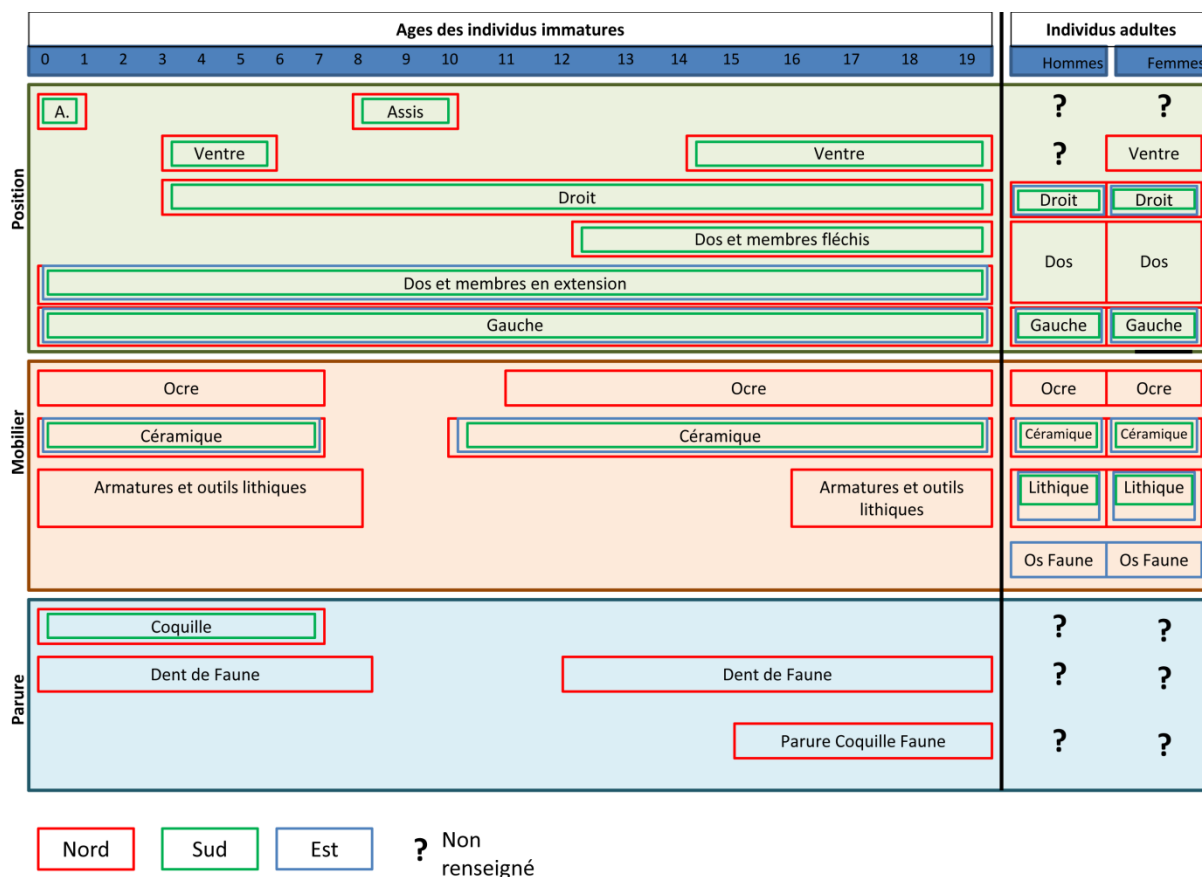 Ages des individus immatures Individus adultes
0 1 2 3 4 5 6 7 8 9 10 11 12 13 14 15 16 17 18 19 Hommes Femmes
Position
A. Assis ? ?
Ventre Ventre ? Ventre
Droit Droit Droit
Dos et membres fléchis
Dos Dos
Dos et membres en extension
Gauche Gauche Gauche
Mobilier
Ocre Ocre Ocre Ocre
Céramique Céramique Céramique Céramique
Armatures et outils lithiques Armatures et outils
lithiques
Lithique Lithique
Os Faune Os Faune
Parure
Coquille ? ?
Dent de Faune Dent de Faune ? ?
Parure Coquille Faune ? ?
Nord Sud Est ? Non
renseigné